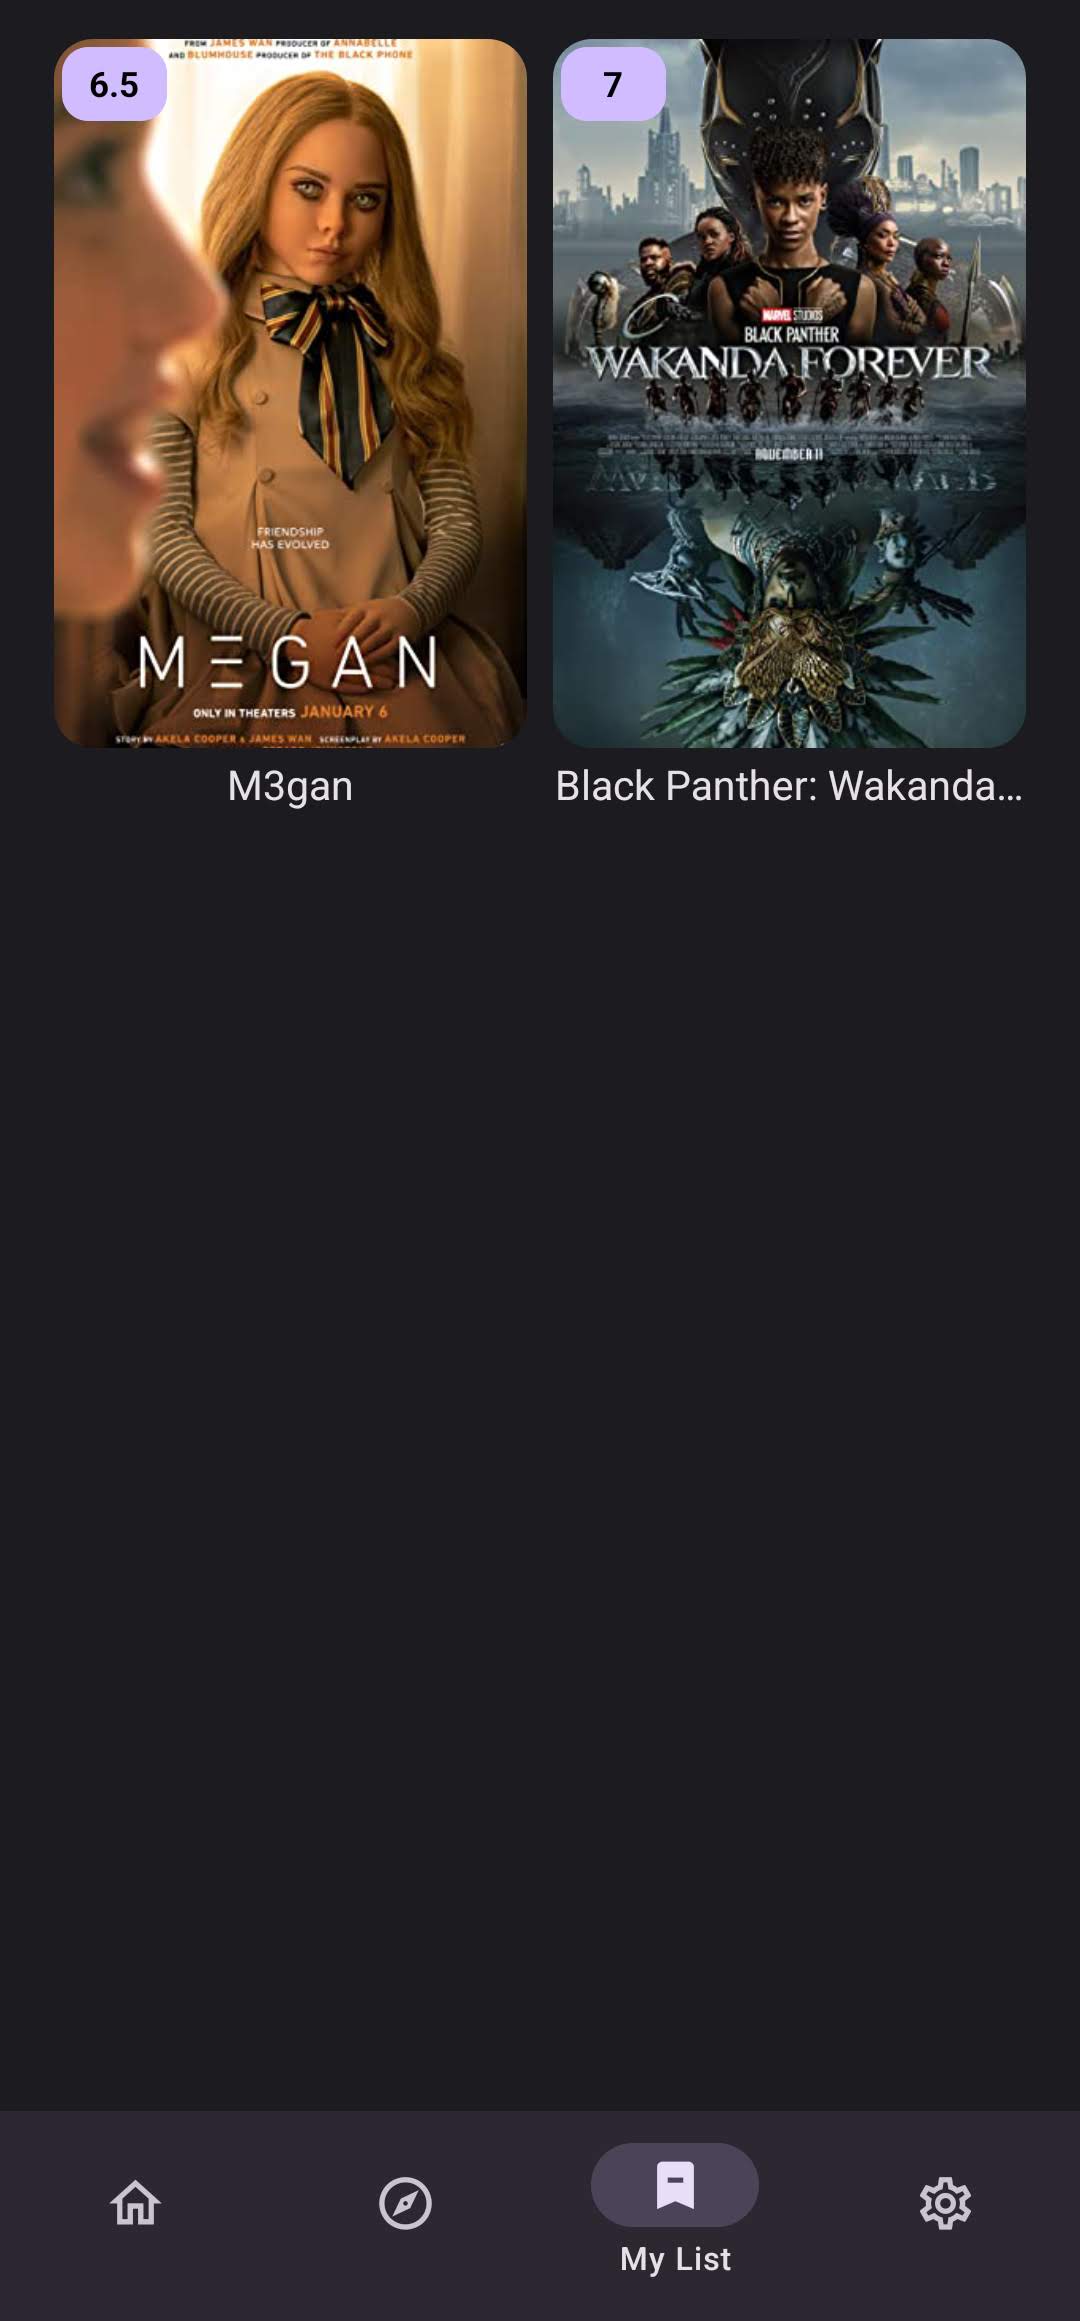 6.5
FROM JAMES WAN PRODUCER OF ANNABELLE
AND BLUMHOUSE PRODUCER OF THE BLACK PHONE
FRIENDSHIP
HAS EVOLVED
MΞGAN
ONLY IN THEATERS JANUARY 6
STORY BY AKELA COOPER & JAMES WAN SCREENPLAY BY AKELA COOPER
M3gan
7
MARVEL STUDIOS
BLACK PANTHER
WAKANDA FOREVER
NOVEMBER 11
Black Panther: Wakanda...
My List